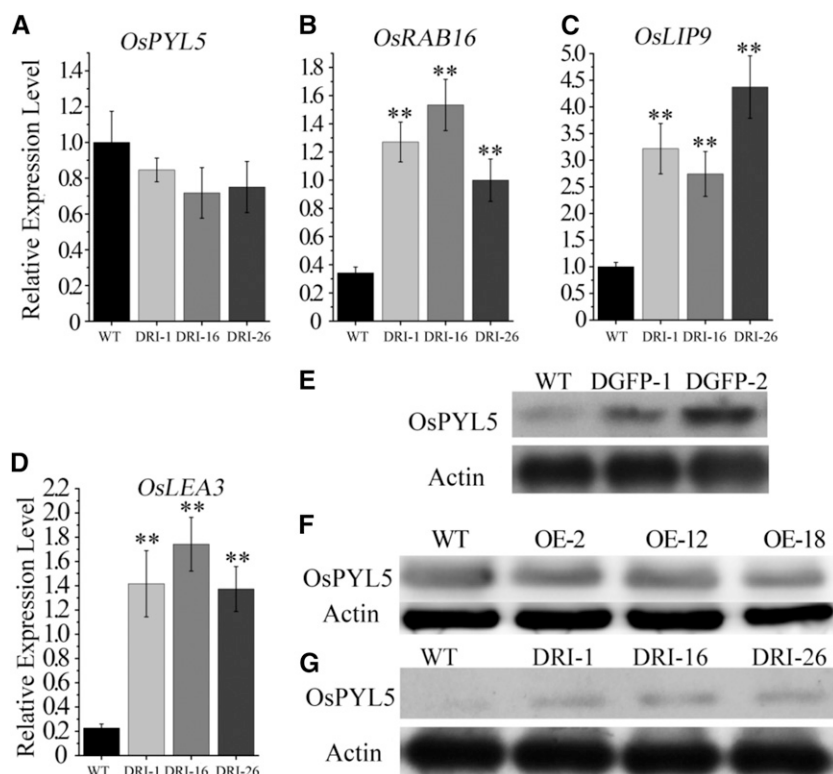 A
OsPYL5
Relative Expression Level
1.4
1.2
1.0
0.8
0.6
0.4
0.2
0
WT DRI-1 DRI-16 DRI-26
B
OsRAB16
1.8
1.6
1.4
1.2
1.0
0.8
0.6
0.4
0.2
0
** ** **
WT DRI-1 DRI-16 DRI-26
C
OsLIP9
5.0
4.5
4.0
3.5
3.0
2.5
2.0
1.5
1.0
0.5
0
** ** **
WT DRI-1 DRI-16 DRI-26
D
OsLEA3
Relative Expression Level
2.2
2.0
1.8
1.6
1.4
1.2
1.0
0.8
0.6
0.4
0.2
0
** ** **
WT DRI-1 DRI-16 DRI-26
E
WT DGFP-1 DGFP-2
OsPYL5
Actin
F
WT OE-2 OE-12 OE-18
OsPYL5
Actin
G
WT DRI-1 DRI-16 DRI-26
OsPYL5
Actin